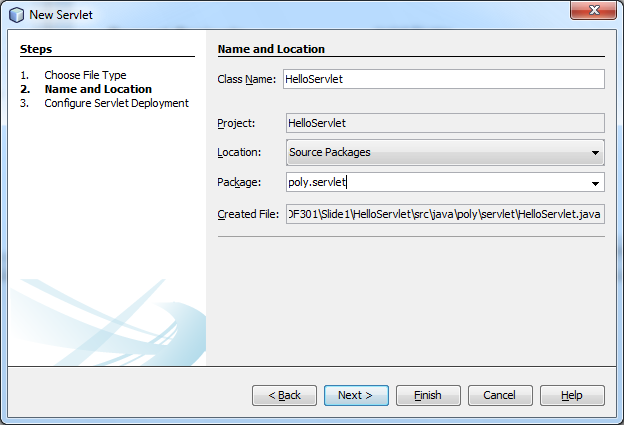 New Servlet
Steps
1. Choose File Type
2. Name and Location
3. Configure Servlet Deployment
Name and Location
Class Name: HelloServlet
Project: HelloServlet
Location: Source Packages
Package: poly.servlet
Created File: OF301\Slide1\HelloServlet\src\java\poly\servlet\HelloServlet.java
< Back Next > Finish Cancel Help